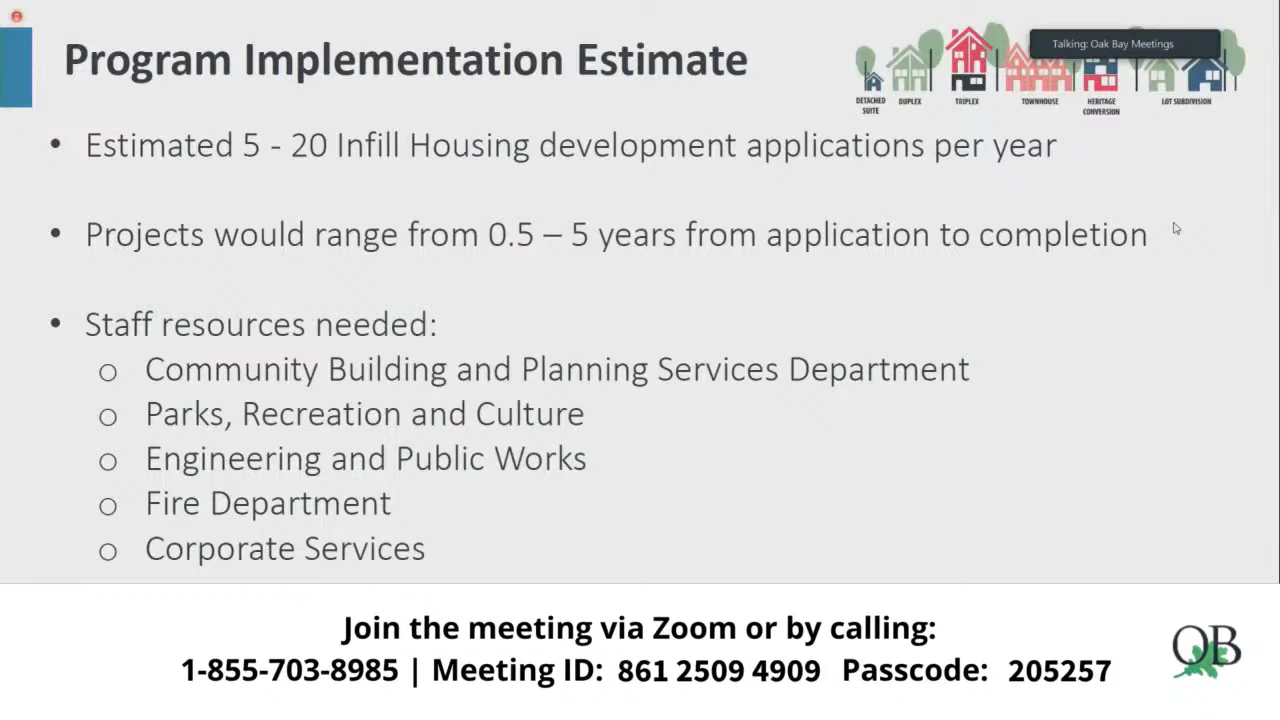 Program Implementation Estimate
Talking: Oak Bay Meetings
DETACHED SUITE
DUPLEX
TRIPLEX
TOWNHOUSE
HERITAGE CONVERSION
LOT SUBDIVISION
• Estimated 5 - 20 Infill Housing development applications per year
• Projects would range from 0.5 – 5 years from application to completion
• Staff resources needed:
o Community Building and Planning Services Department
o Parks, Recreation and Culture
o Engineering and Public Works
o Fire Department
o Corporate Services
Join the meeting via Zoom or by calling:
1-855-703-8985 | Meeting ID: 861 2509 4909 Passcode: 205257
OB